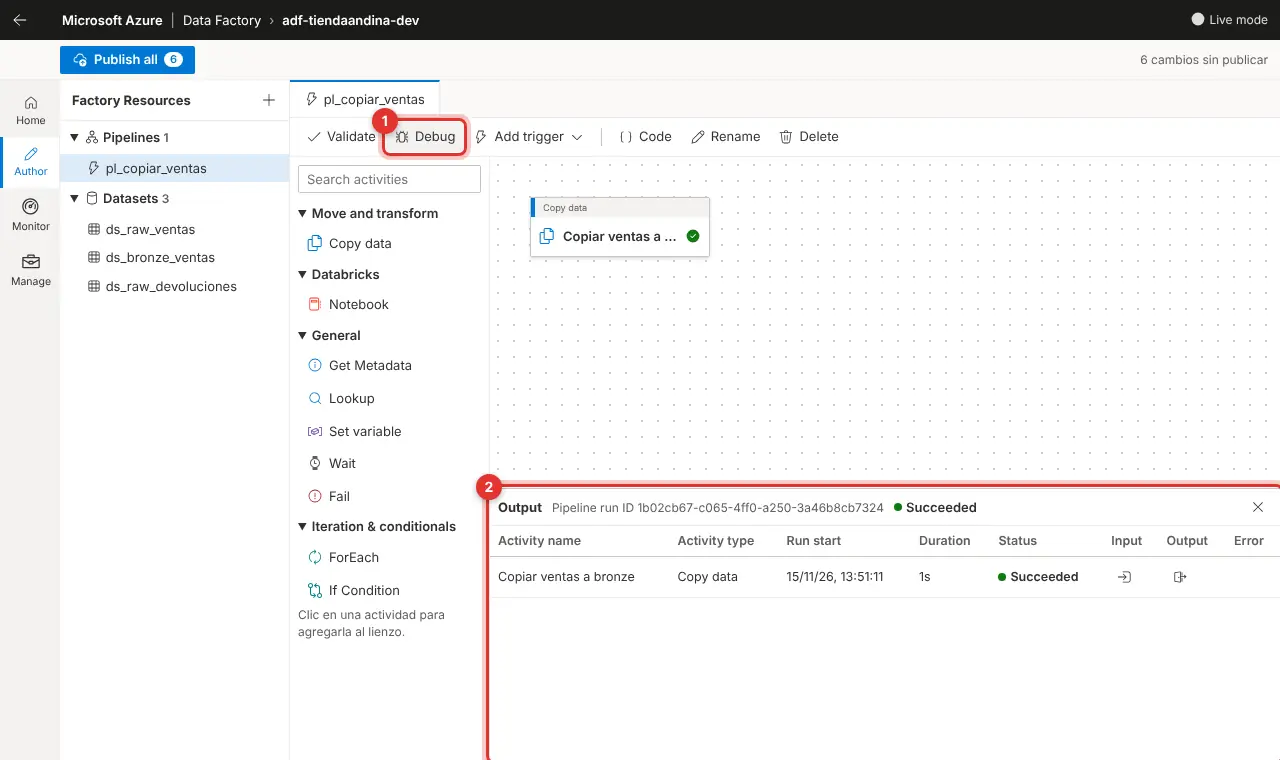 Microsoft Azure | Data Factory › adf-tiendaandina-dev
Live mode
Publish all 6
6 cambios sin publicar
Home
Author
Monitor
Manage
Factory Resources
Pipelines 1
pl_copiar_ventas
Datasets 3
ds_raw_ventas
ds_bronze_ventas
ds_raw_devoluciones
pl_copiar_ventas
1
Validate Debug Add trigger Code Rename Delete
Search activities
Move and transform
Copy data
Databricks
Notebook
General
Get Metadata
Lookup
Set variable
Wait
Fail
Iteration & conditionals
ForEach
If Condition
Clic en una actividad para
agregarla al lienzo.
Copy data
Copiar ventas a ...
2
Output Pipeline run ID 1b02cb67-c065-4ff0-a250-3a46b8cb7324 Succeeded
Activity name Activity type Run start Duration Status Input Output Error
Copiar ventas a bronze Copy data 15/11/26, 13:51:11 1s Succeeded